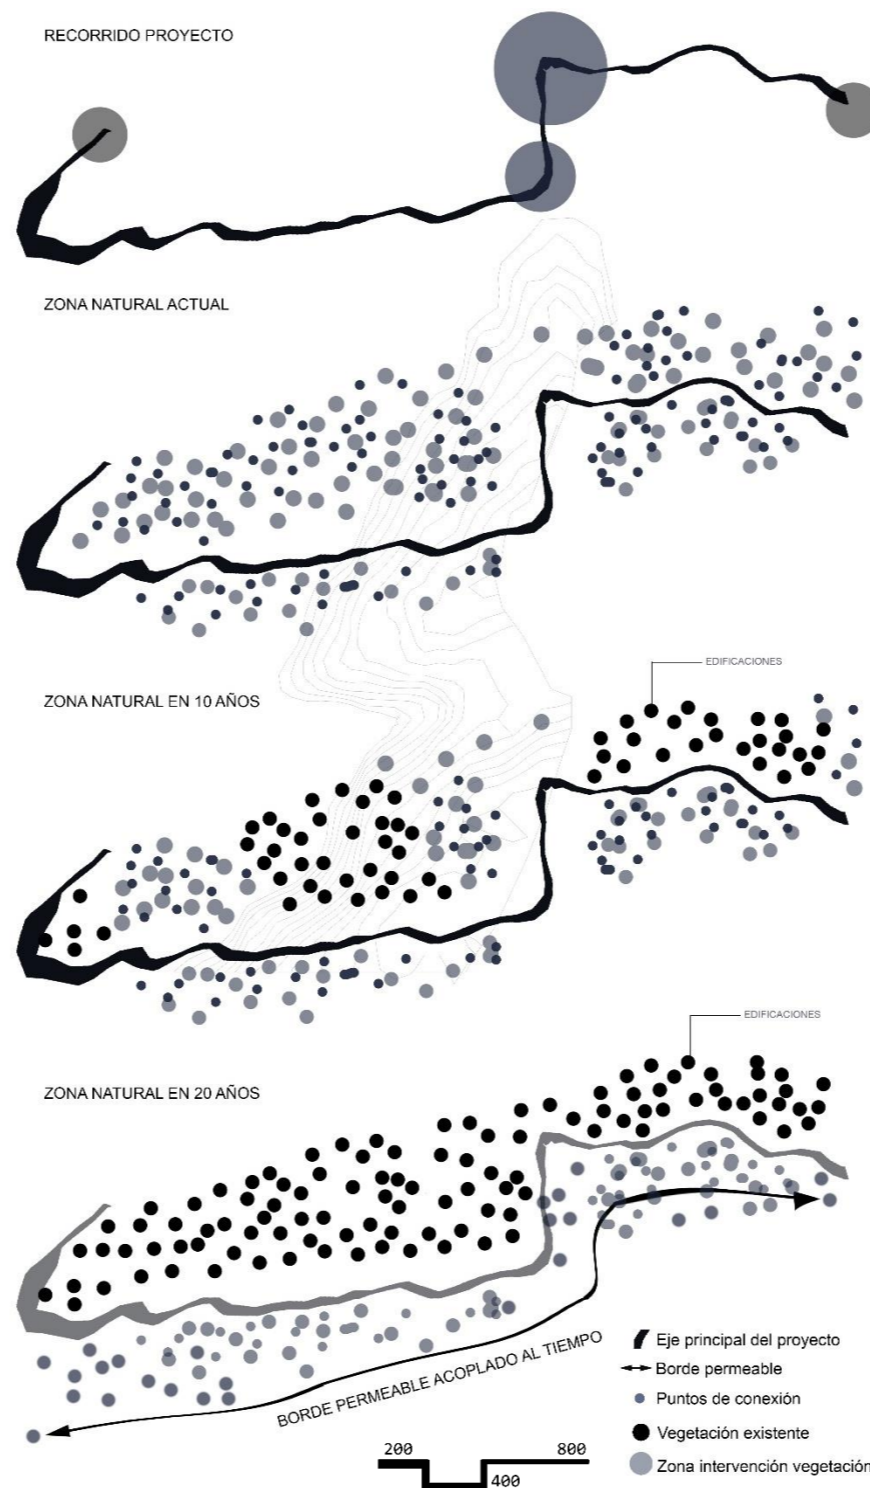 RECORRIDO PROYECTO
ZONA NATURAL ACTUAL
EDIFICACIONES
ZONA NATURAL EN 10 AÑOS
EDIFICACIONES
ZONA NATURAL EN 20 AÑOS
BORDE PERMEABLE ACOPLADO AL TIEMPO
Eje principal del proyecto
Borde permeable
Puntos de conexión
Vegetación existente
Zona intervención vegetación
200 800
400